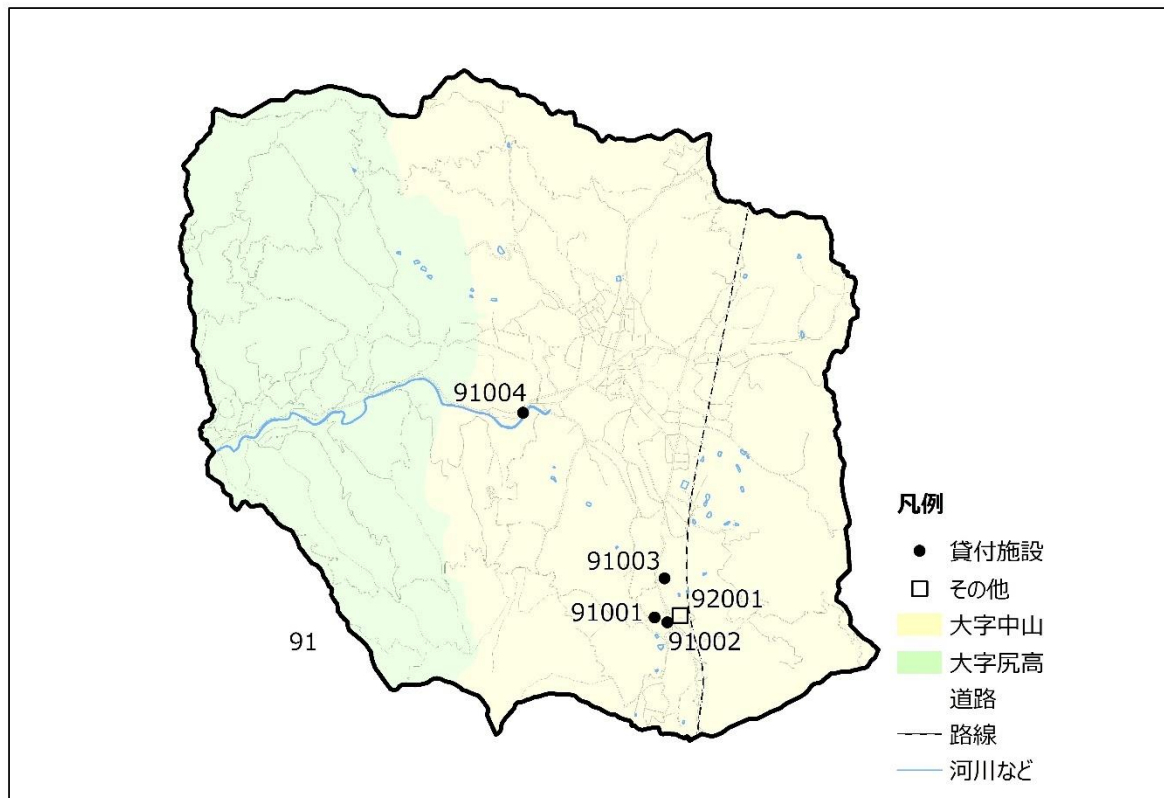 91004
91003
91001
92001
91002
91
凡例
貸付施設
その他
大字中山
大字尻高
道路
路線
河川など